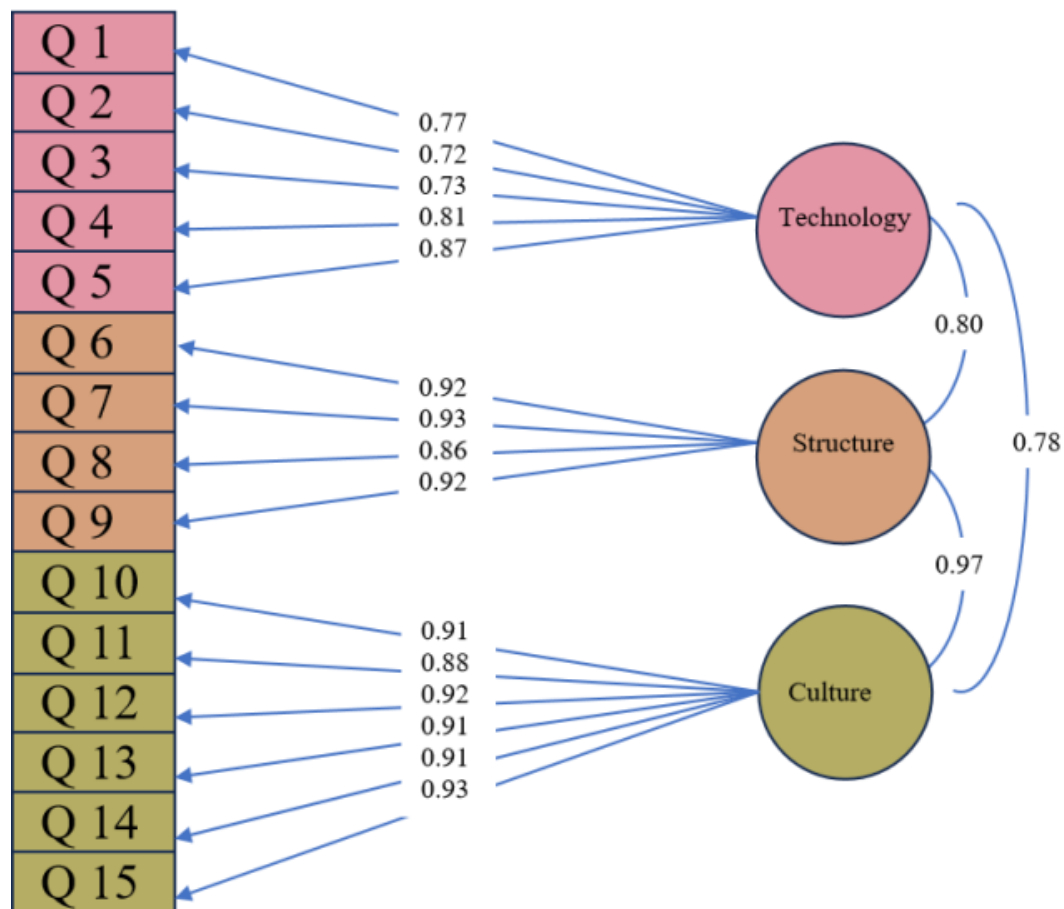 Q 1
Q 2
Q 3
Q 4
Q 5
Q 6
Q 7
Q 8
Q 9
Q 10
Q 11
Q 12
Q 13
Q 14
Q 15
0.77
0.72
0.73
0.81
0.87
0.92
0.93
0.86
0.92
0.91
0.88
0.92
0.91
0.91
0.93
Technology
Structure
Culture
0.80
0.97
0.78